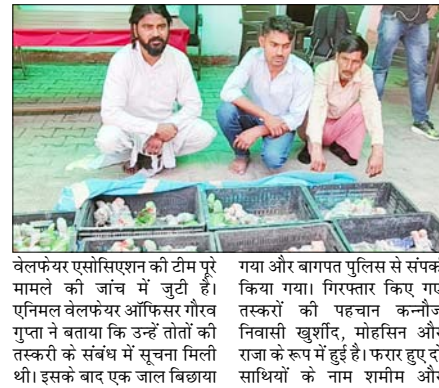 वेलफेयर एसोसिएशन की टीम पूरे
मामले की जांच में जुटी है।
एनिमल वेलफेयर ऑफिसर गौरव
गुप्ता ने बताया कि उन्हें तोतों की
तस्करी के संबंध में सूचना मिली
थी। इसके बाद एक जाल बिछाया
गया और बागपत पुलिस से संपर्क
किया गया। गिरफ्तार किए गए
तस्करों की पहचान कन्नौज
निवासी खुर्शीद, मोहसिन और
राजा के रूप में हुई है। फरार हुए दो
साथियों के नाम शमीम और